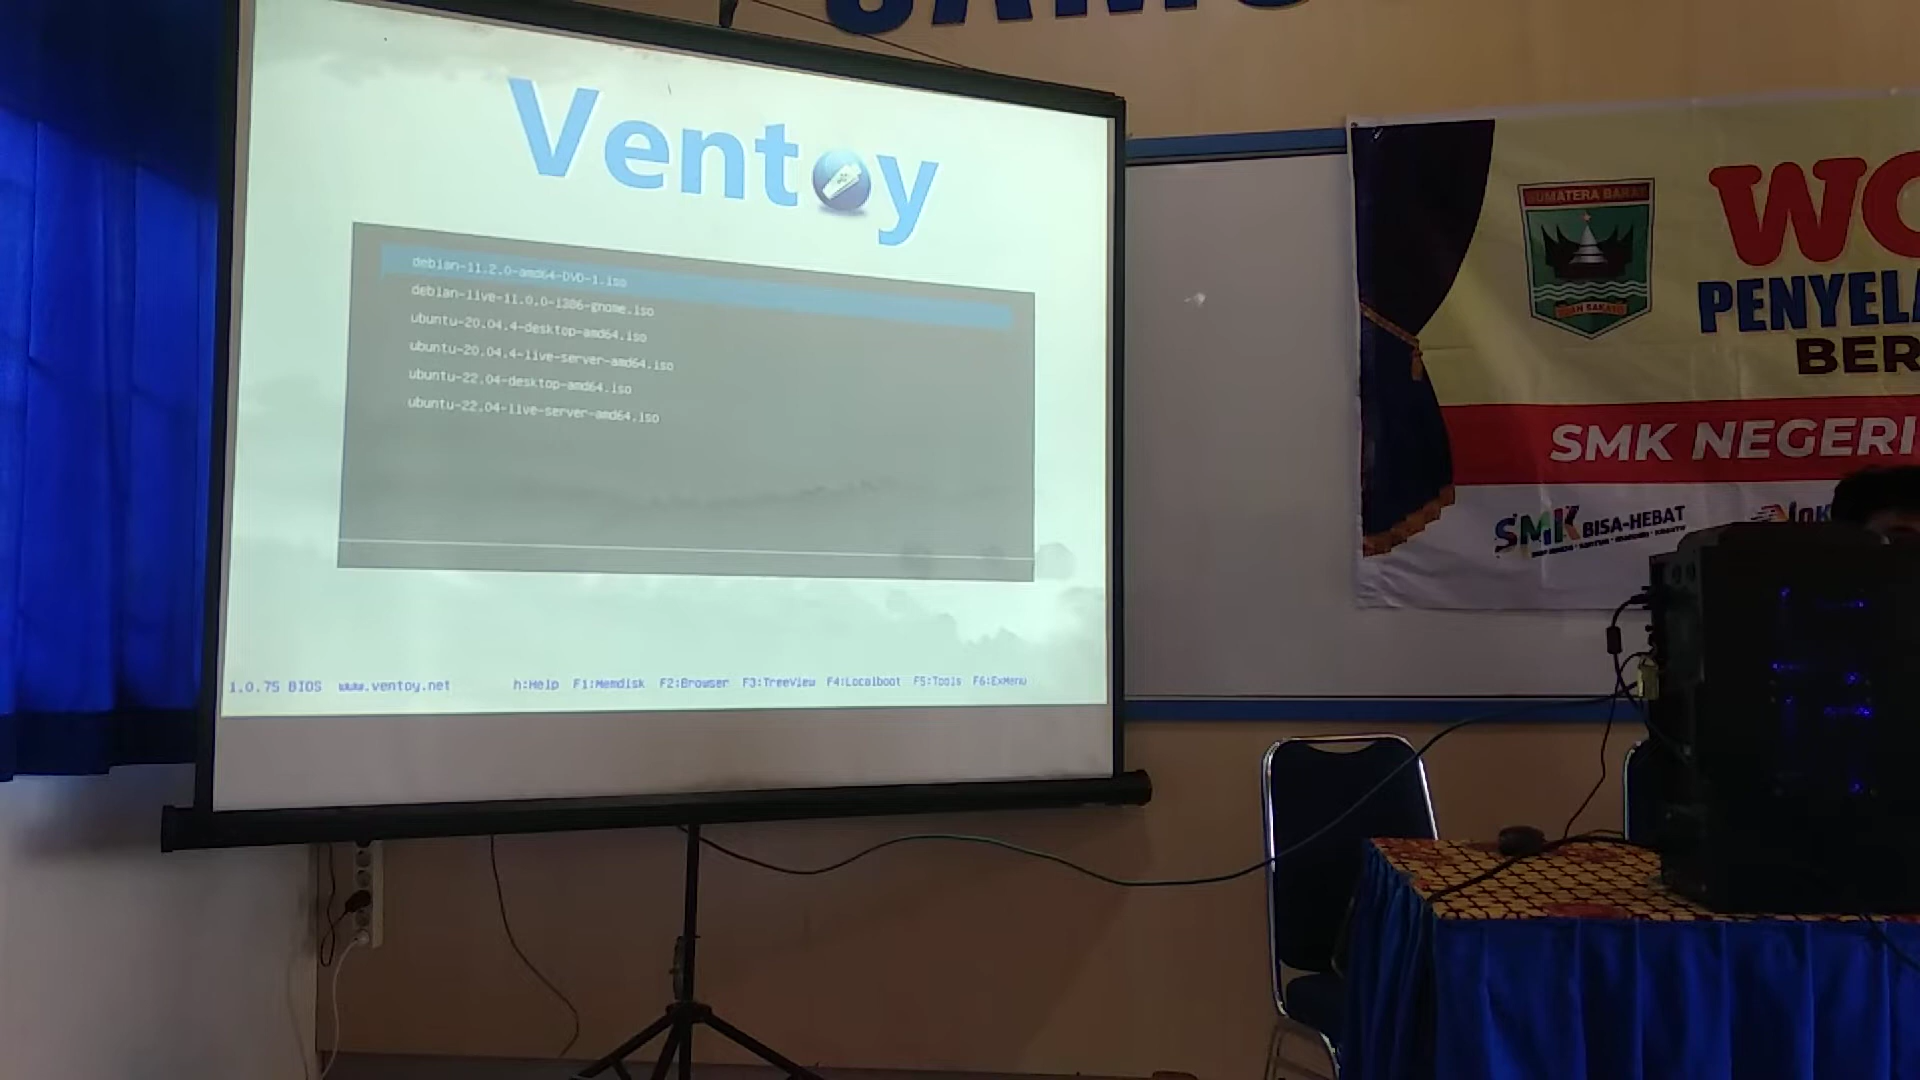 Ventoy
debian-11.2.0-amd64-DVD-1.iso
debian-live-11.0.0-i386-gnome.iso
ubuntu-20.04.4-desktop-amd64.iso
ubuntu-20.04.4-live-server-amd64.iso
ubuntu-22.04-desktop-amd64.iso
ubuntu-22.04-live-server-amd64.iso
1.0.75 BIOS www.ventoy.net h:Help F1:Memdisk F2:Browser F3:TreeView F4:Localboot F5:Tools F6:ExMenu
SUMATERA BARAT
WO
PENYELA
BER
SMK NEGERI
SMK BISA-HEBAT